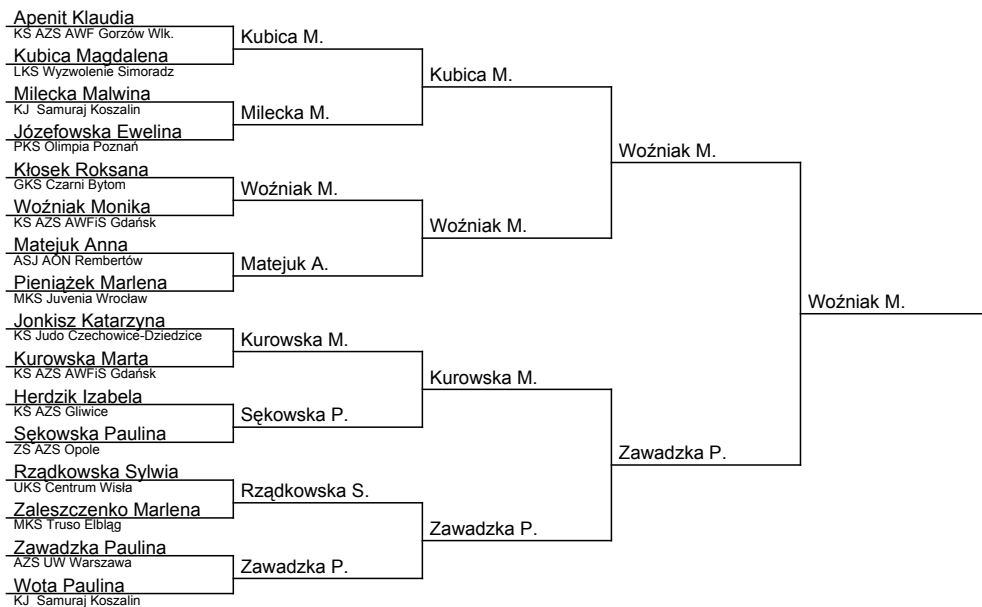 Apenit Klaudia
KS AZS AWF Gorzów Wlk.
Kubica Magdalena
LKS Wyzwolenie Simoradz
Milecka Malwina
KJ Samuraj Koszalin
Józefowska Ewelina
PKS Olimpia Poznań
Kłosek Roksana
GKS Czarni Bytom
Woźniak Monika
KS AZS AWFiS Gdańsk
Matejuk Anna
ASJ AON Rembertów
Pieniążek Marlena
MKS Juvenia Wrocław
Jonkisz Katarzyna
KS Judo Czechowice-Dziedzice
Kurowska Marta
KS AZS AWFiS Gdańsk
Herdzik Izabela
KS AZS Gliwice
Sękowska Paulina
ZŚ AZS Opole
Rządkowska Sylwia
UKS Centrum Wisła
Zaleszczenko Marlena
MKS Truso Elbląg
Zawadzka Paulina
AZS UW Warszawa
Wota Paulina
KJ Samuraj Koszalin
Kubica M.
Milecka M.
Woźniak M.
Matejuk A.
Kurowska M.
Sękowska P.
Rządkowska S.
Zawadzka P.
Kubica M.
Woźniak M.
Kurowska M.
Zawadzka P.
Woźniak M.
Zawadzka P.
Woźniak M.